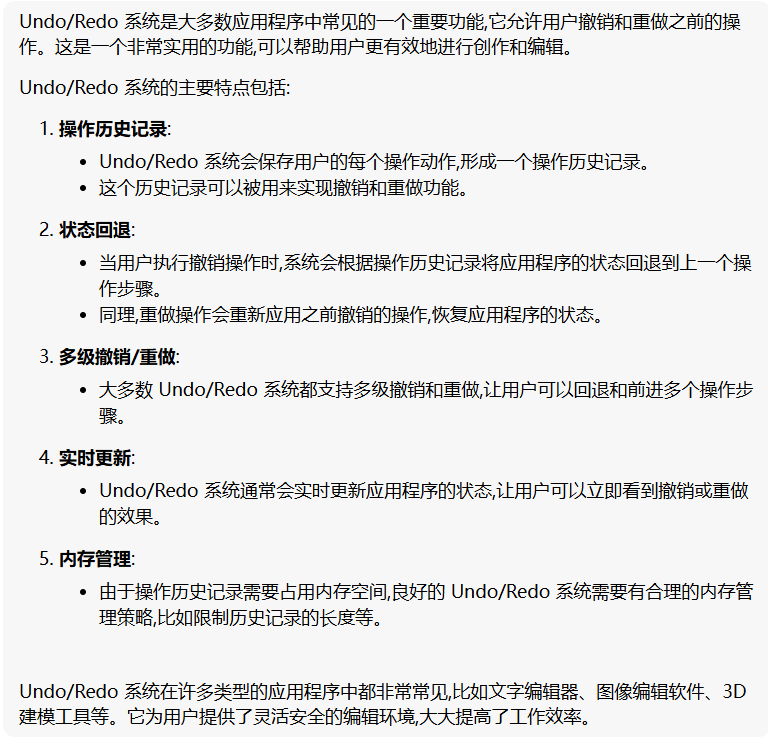 Undo/Redo 系统是大多数应用程序中常见的一个重要功能,它允许用户撤销和重做之前的操
作。这是一个非常实用的功能,可以帮助用户更有效地进行创作和编辑。
Undo/Redo 系统的主要特点包括:
1. 操作历史记录:
• Undo/Redo 系统会保存用户的每个操作动作,形成一个操作历史记录。
• 这个历史记录可以被用来实现撤销和重做功能。
2. 状态回退:
• 当用户执行撤销操作时,系统会根据操作历史记录将应用程序的状态回退到上一个操
作步骤。
• 同理,重做操作会重新应用之前撤销的操作,恢复应用程序的状态。
3. 多级撤销/重做:
• 大多数 Undo/Redo 系统都支持多级撤销和重做,让用户可以回退和前进多个操作步
骤。
4. 实时更新:
• Undo/Redo 系统通常会实时更新应用程序的状态,让用户可以立即看到撤销或重做
的效果。
5. 内存管理:
• 由于操作历史记录需要占用内存空间,良好的 Undo/Redo 系统需要有合理的内存管
理策略,比如限制历史记录的长度等。
Undo/Redo 系统在许多类型的应用程序中都非常常见,比如文字编辑器、图像编辑软件、3D
建模工具等。它为用户提供了灵活安全的编辑环境,大大提高了工作效率。